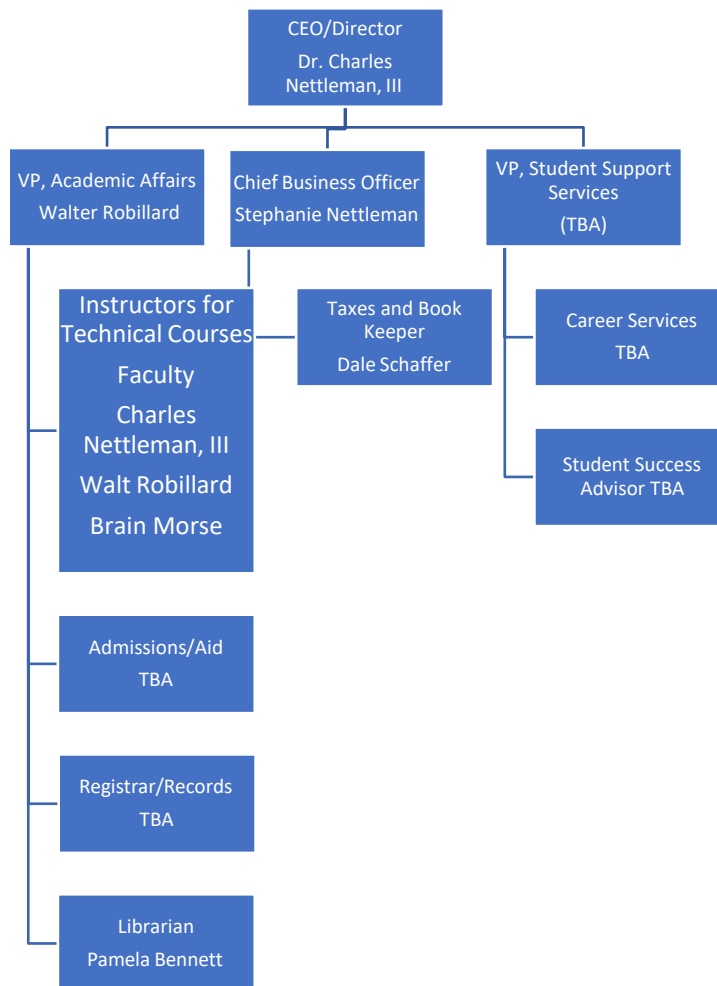 CEO/Director
Dr. Charles
Nettleman, III
VP, Academic Affairs
Walter Robillard
Chief Business Officer
Stephanie Nettleman
VP, Student Support
Services
(TBA)
Instructors for
Technical Courses
Faculty
Charles
Nettleman, III
Walt Robillard
Brain Morse
Taxes and Book
Keeper
Dale Schaffer
Career Services
TBA
Student Success
Advisor TBA
Admissions/Aid
TBA
Registrar/Records
TBA
Librarian
Pamela Bennett